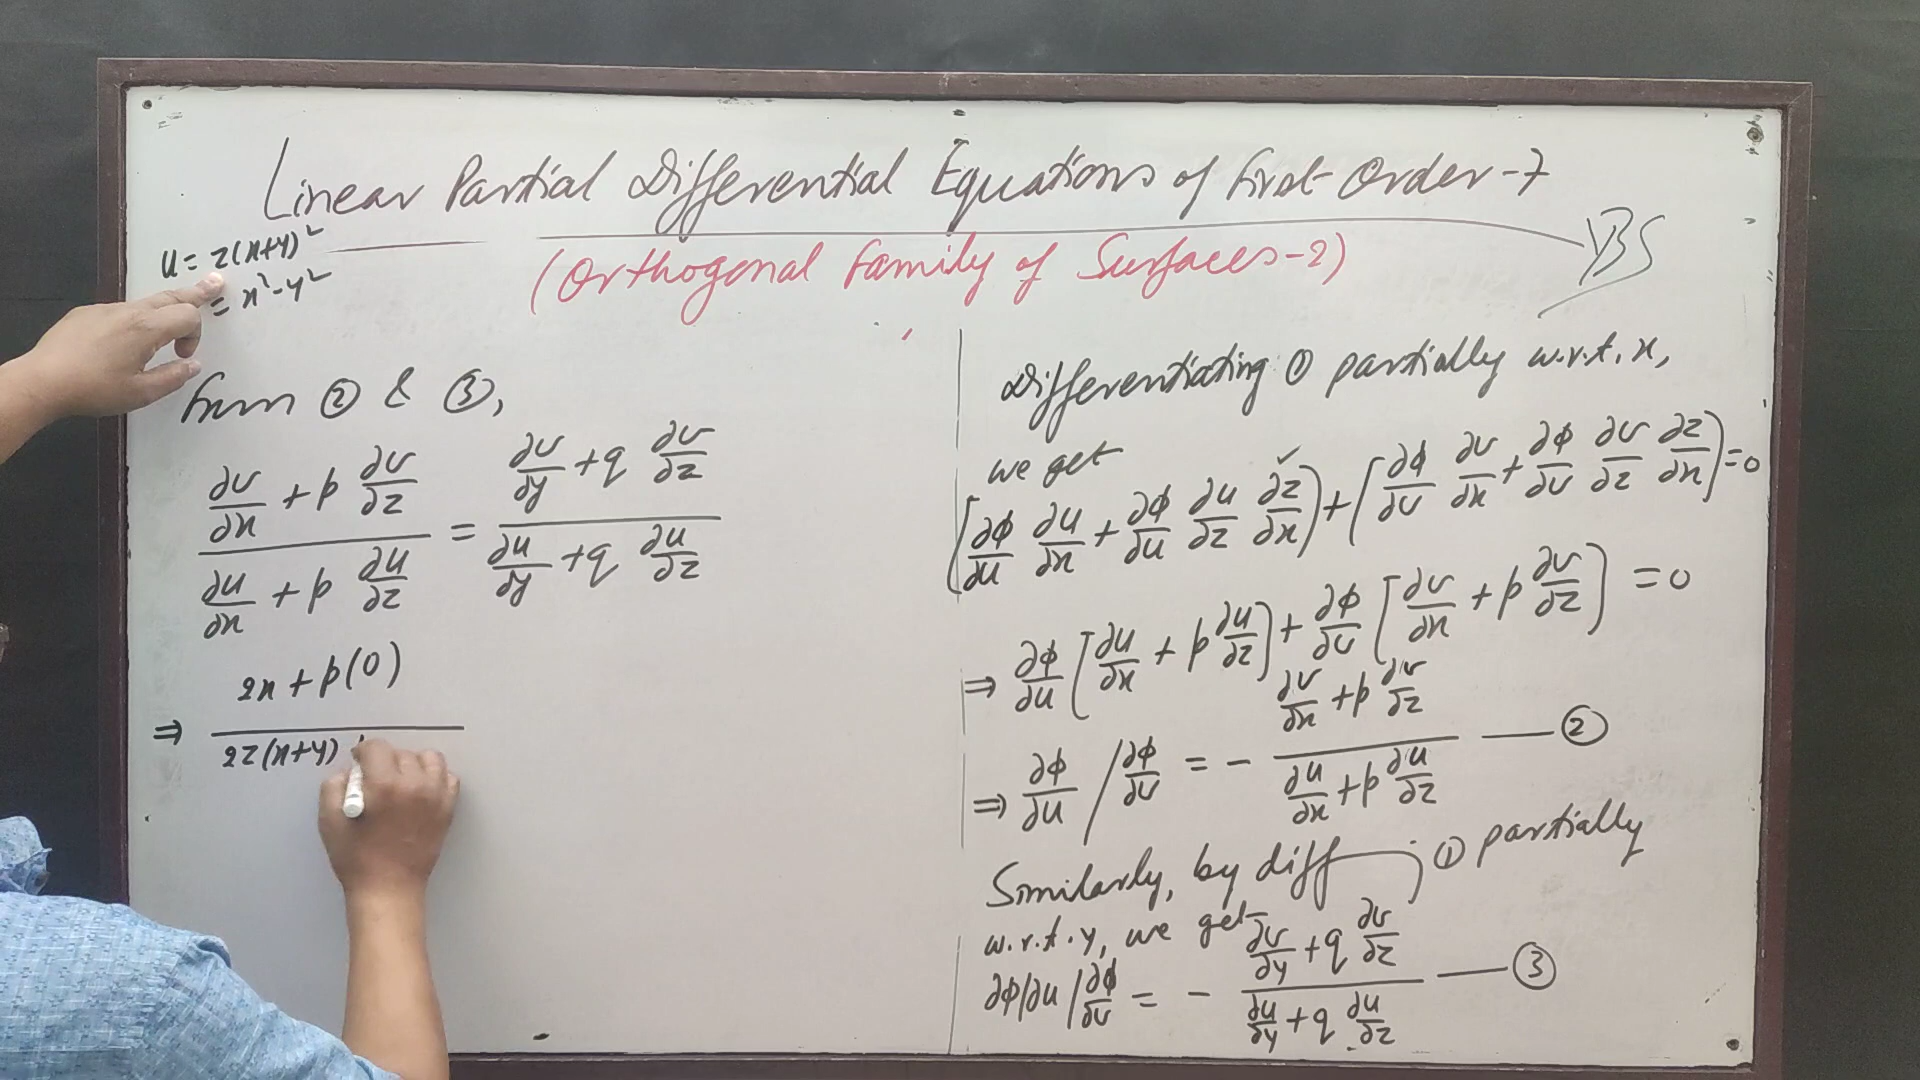 Linear Partial Differential Equations of first Order-7
(Orthogonal family of Surfaces-2)
YBS
u = z(x+y)²
= x²-y²
from ② & ③,
(∂v/∂x + p ∂v/∂z)/(∂u/∂x + p ∂u/∂z) = (∂v/∂y + q ∂v/∂z)/(∂u/∂y + q ∂u/∂z)
2x + p(0)
⇒
2z(x+y)
Differentiating ① partially w.r.t. x,
we get
[∂φ/∂u ∂u/∂x + ∂φ/∂u ∂u/∂z ∂z/∂x] + [∂φ/∂v ∂v/∂x + ∂φ/∂v ∂v/∂z ∂z/∂x] = 0
⇒ ∂φ/∂u [∂u/∂x + p ∂u/∂z] + ∂φ/∂v [∂v/∂x + p ∂v/∂z] = 0
⇒ ∂φ/∂u / ∂φ/∂v = - (∂v/∂x + p ∂v/∂z)/(∂u/∂x + p ∂u/∂z) — ②
Similarly, by diff ① partially
w.r.t. y, we get
∂φ/∂u / ∂φ/∂v = - (∂v/∂y + q ∂v/∂z)/(∂u/∂y + q ∂u/∂z) — ③